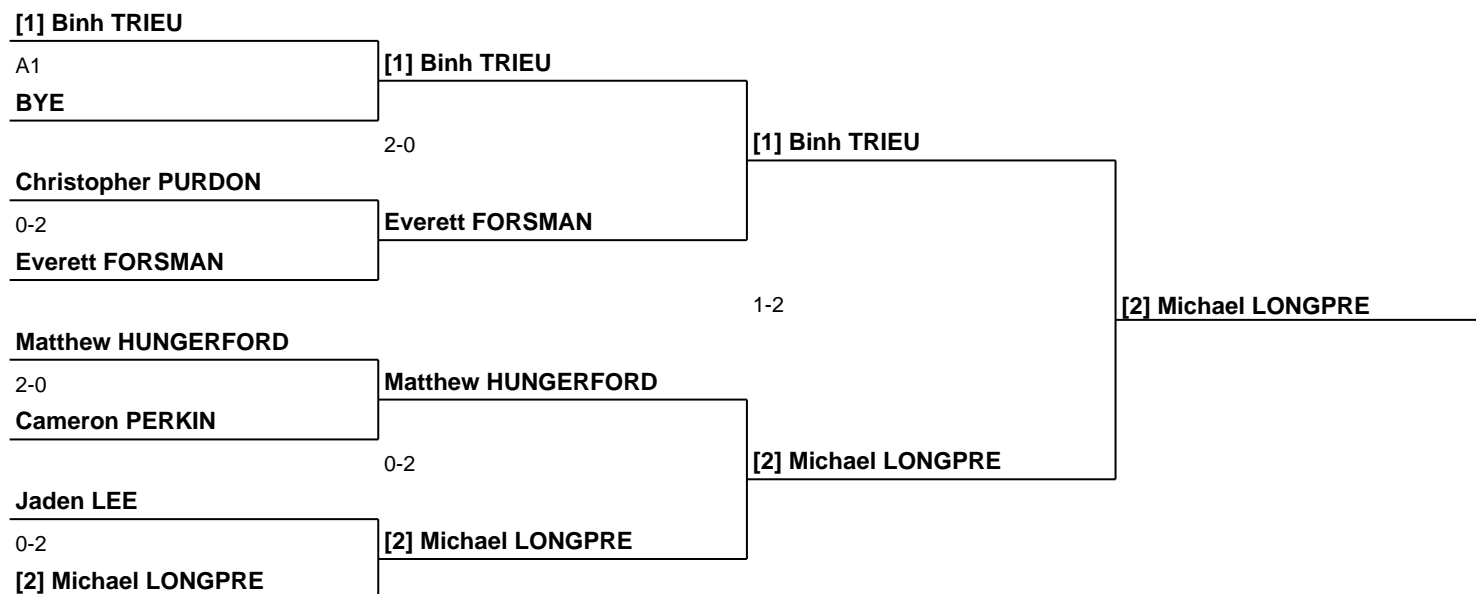 [1] Binh TRIEU
A1
BYE
[1] Binh TRIEU
2-0
Christopher PURDON
0-2
Everett FORSMAN
Everett FORSMAN
[1] Binh TRIEU
1-2
Matthew HUNGERFORD
2-0
Cameron PERKIN
Matthew HUNGERFORD
0-2
Jaden LEE
0-2
[2] Michael LONGPRE
[2] Michael LONGPRE
[2] Michael LONGPRE
[2] Michael LONGPRE